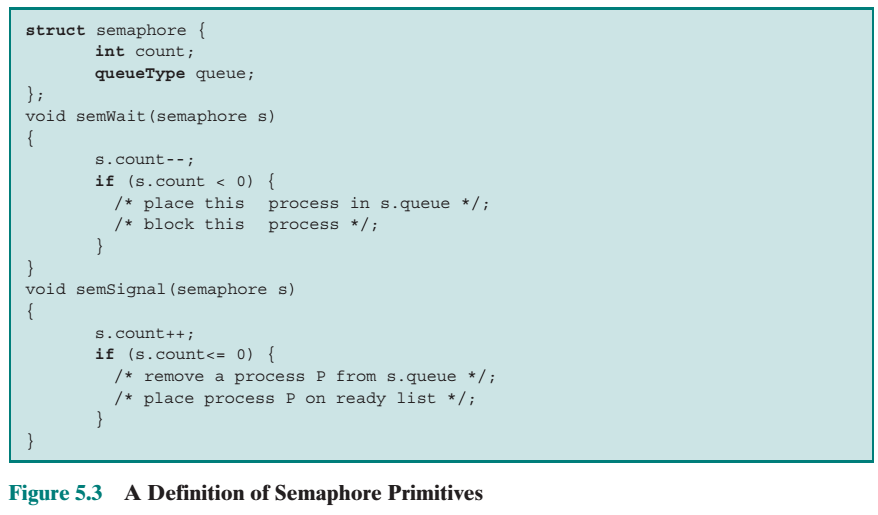 struct semaphore {
int count;
queueType queue;
};
void semWait(semaphore s)
{
s.count--;
if (s.count < 0) {
/* place this process in s.queue */;
/* block this process */;
}
}
void semSignal(semaphore s)
{
s.count++;
if (s.count<= 0) {
/* remove a process P from s.queue */;
/* place process P on ready list */;
}
}
Figure 5.3 A Definition of Semaphore Primitives